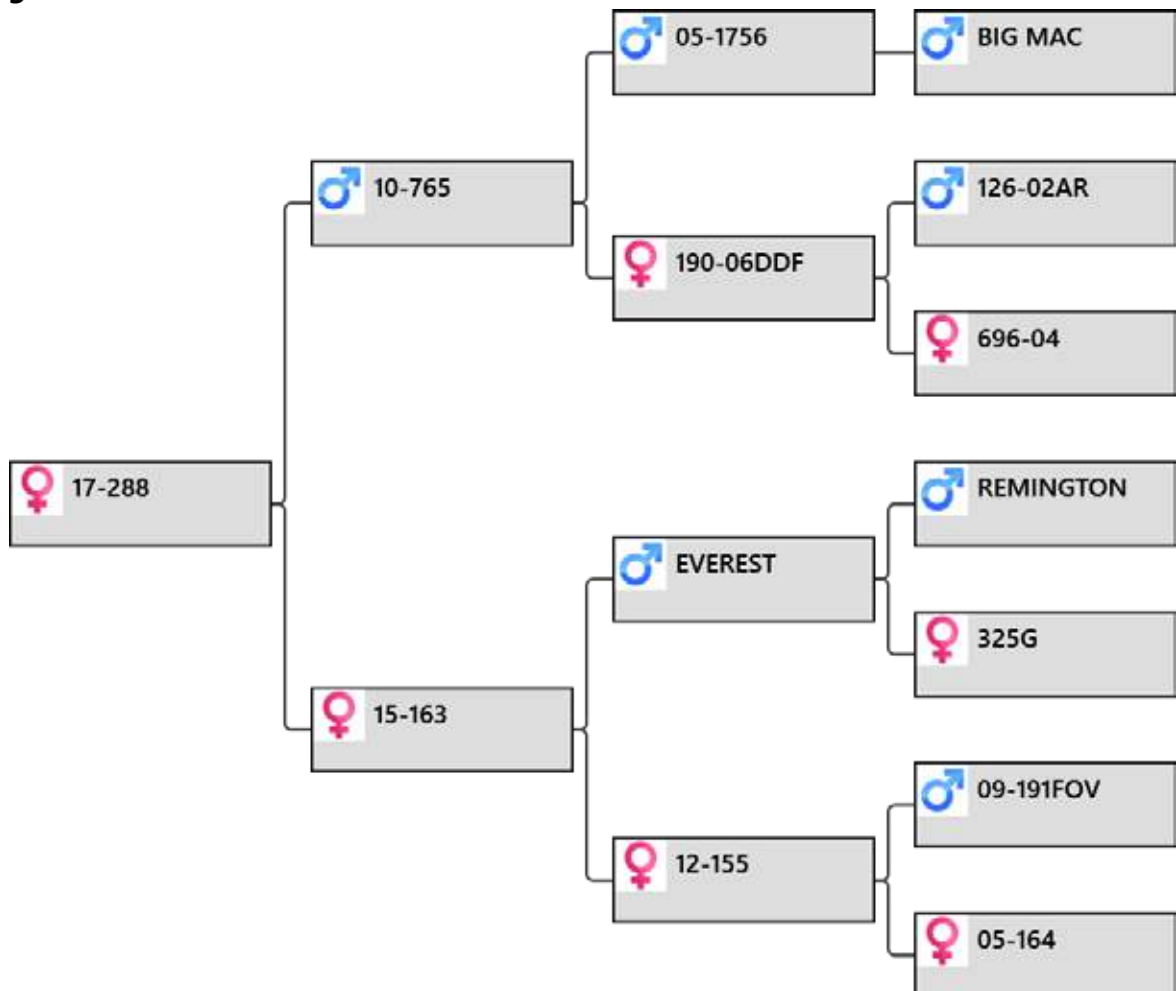 05-1756
BIG MAC
10-765
126-02AR
190-06DDF
696-04
17-288
REMINGTON
EVEREST
325G
15-163
09-191FOV
12-155
05-164